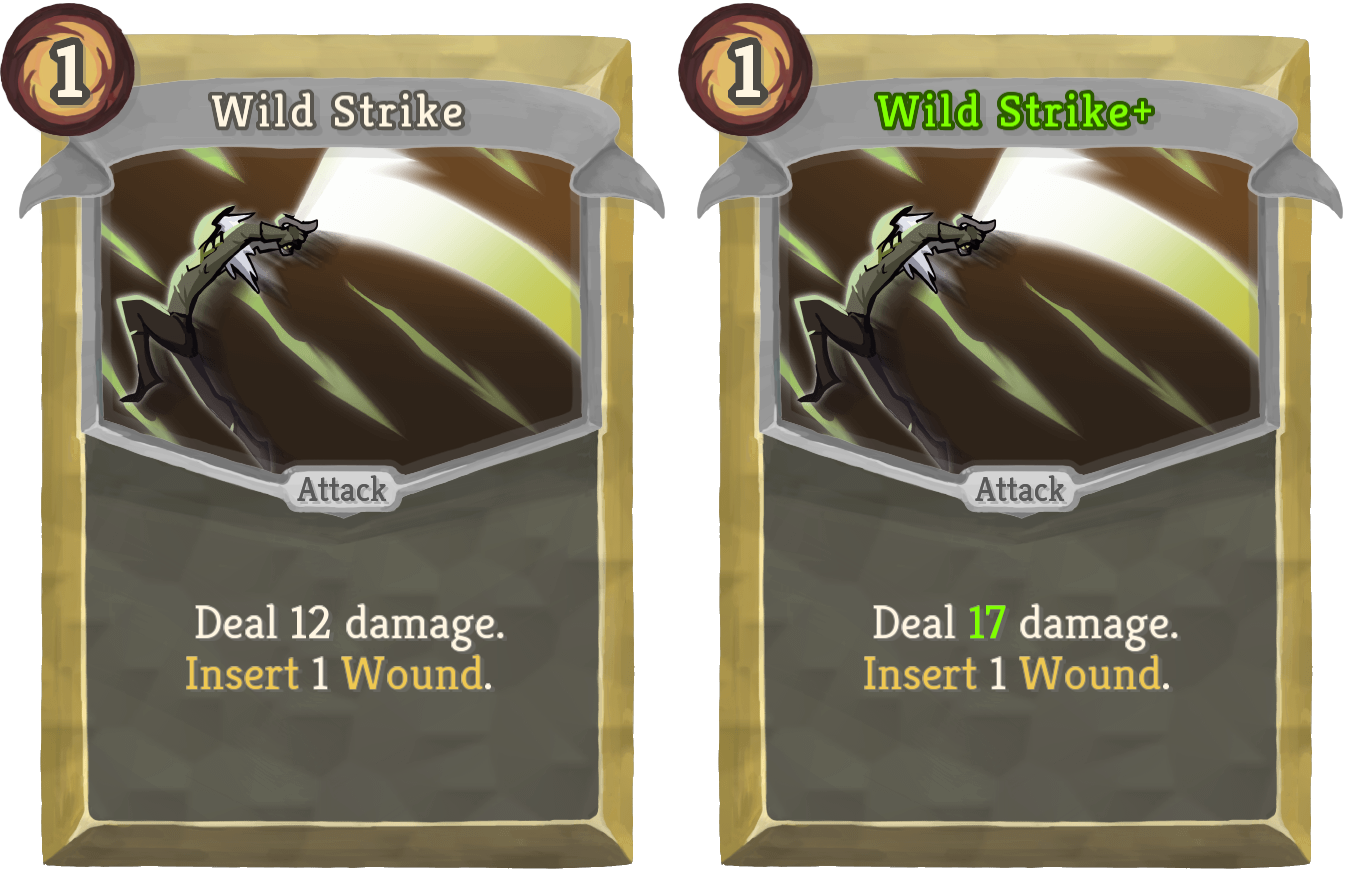 1
Wild Strike
Attack
Deal 12 damage.
Insert 1 Wound.
1
Wild Strike+
Attack
Deal 17 damage.
Insert 1 Wound.